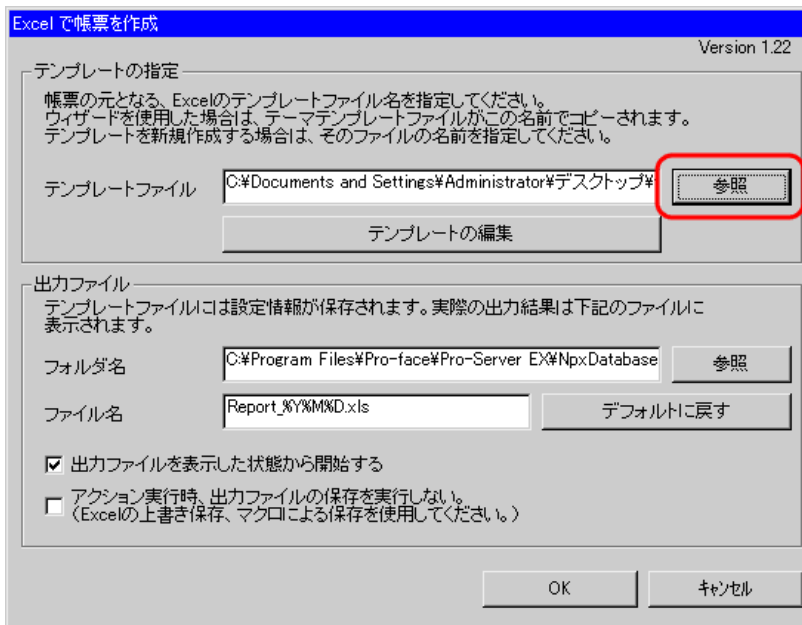 Excel で帳票を作成
Version 1.22
テンプレートの指定
帳票の元となる、Excelのテンプレートファイル名を指定してください。
ウィザードを使用した場合は、テーマテンプレートファイルがこの名前でコピーされます。
テンプレートを新規作成する場合は、そのファイルの名前を指定してください。
テンプレートファイル C:¥Documents and Settings¥Administrator¥デスクトップ¥ 参照
テンプレートの編集
出力ファイル
テンプレートファイルには設定情報が保存されます。実際の出力結果は下記のファイルに
表示されます。
フォルダ名 C:¥Program Files¥Pro-face¥Pro-Server EX¥NpxDatabase 参照
ファイル名 Report_%Y%M%D.xls デフォルトに戻す
出力ファイルを表示した状態から開始する
アクション実行時、出力ファイルの保存を実行しない。
（Excelの上書き保存、マクロによる保存を使用してください。）
OK キャンセル